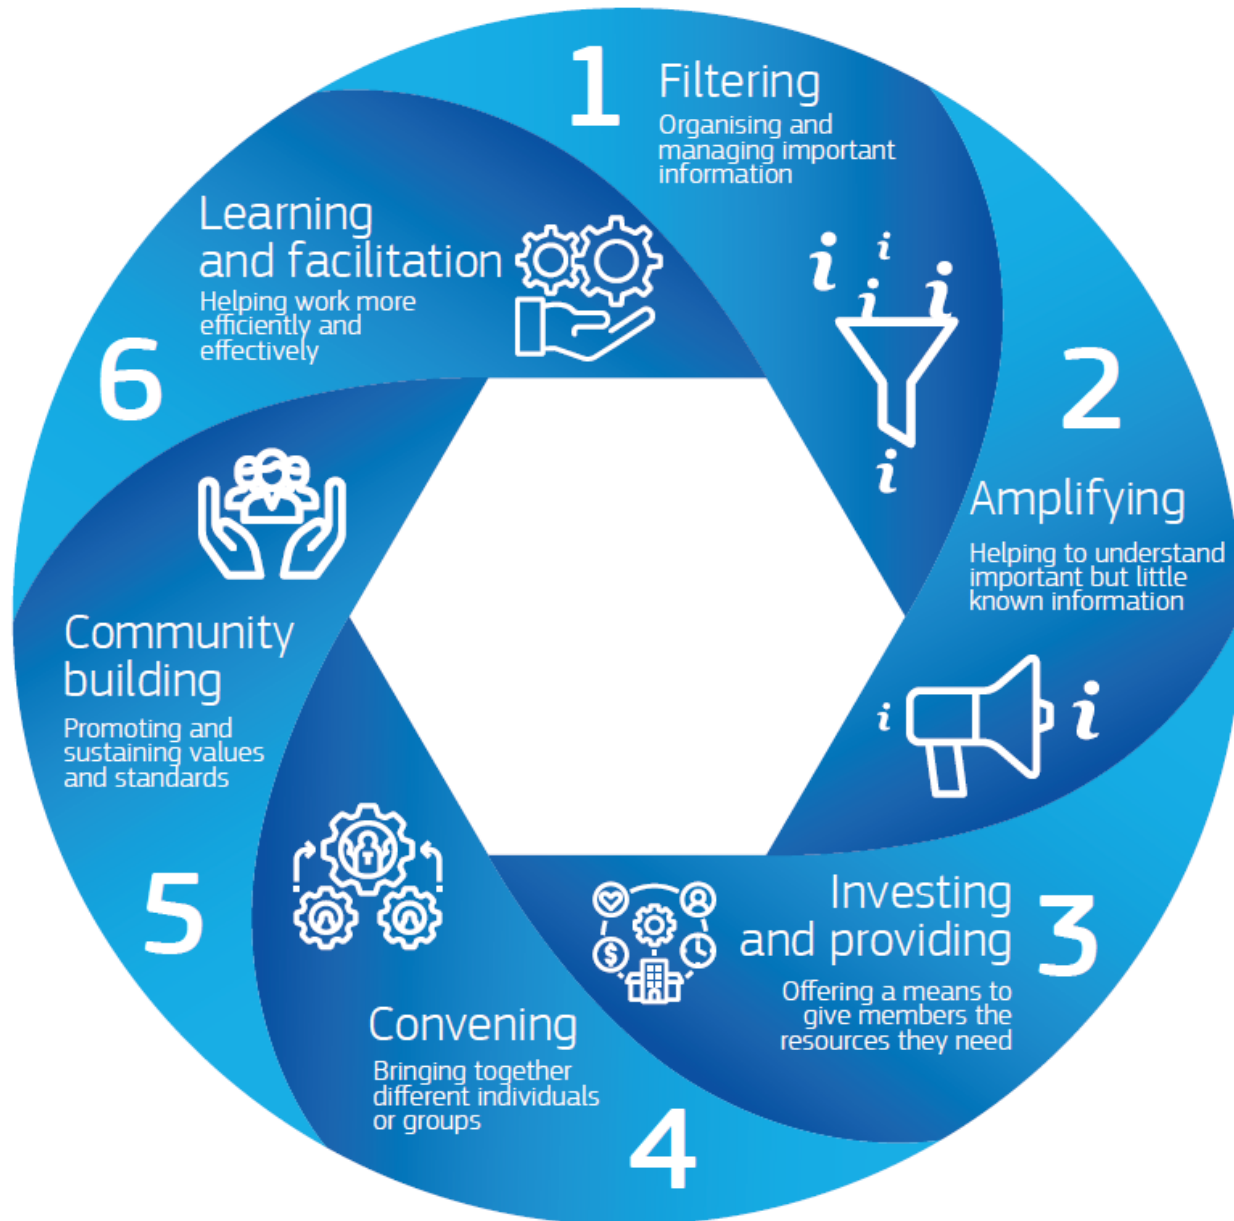 1
Filtering
Organising and
managing important
information
i
i
i
i
i
2
Amplifying
Helping to understand
important but little
known information
i
i
3
Investing
and providing
Offering a means to
give members the
resources they need
$
4
Convening
Bringing together
different individuals
or groups
5
Community
building
Promoting and
sustaining values
and standards
6
Learning
and facilitation
Helping work more
efficiently and
effectively